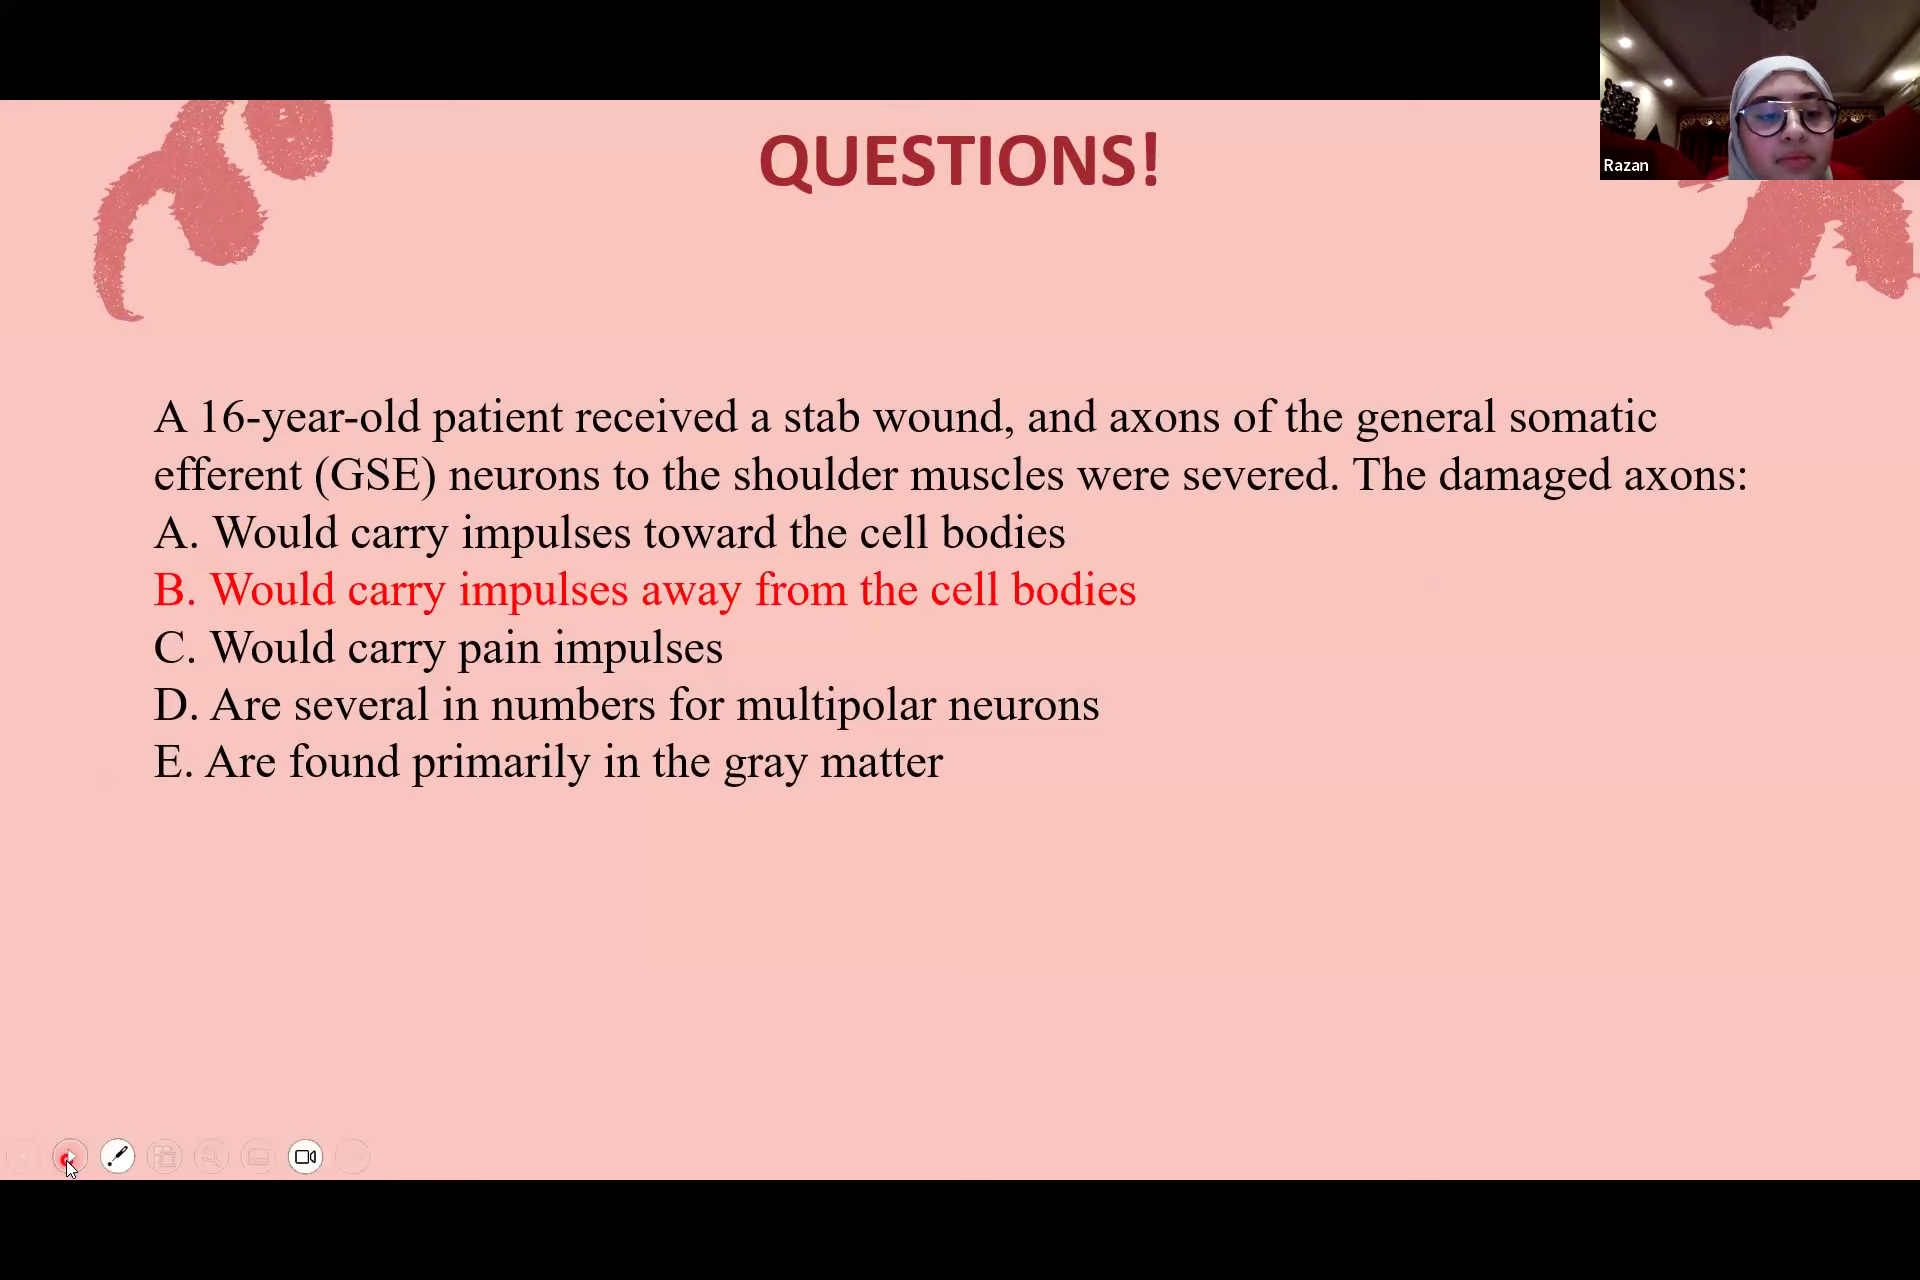 QUESTIONS!
Razan
A 16-year-old patient received a stab wound, and axons of the general somatic
efferent (GSE) neurons to the shoulder muscles were severed. The damaged axons:
A. Would carry impulses toward the cell bodies
B. Would carry impulses away from the cell bodies
C. Would carry pain impulses
D. Are several in numbers for multipolar neurons
E. Are found primarily in the gray matter